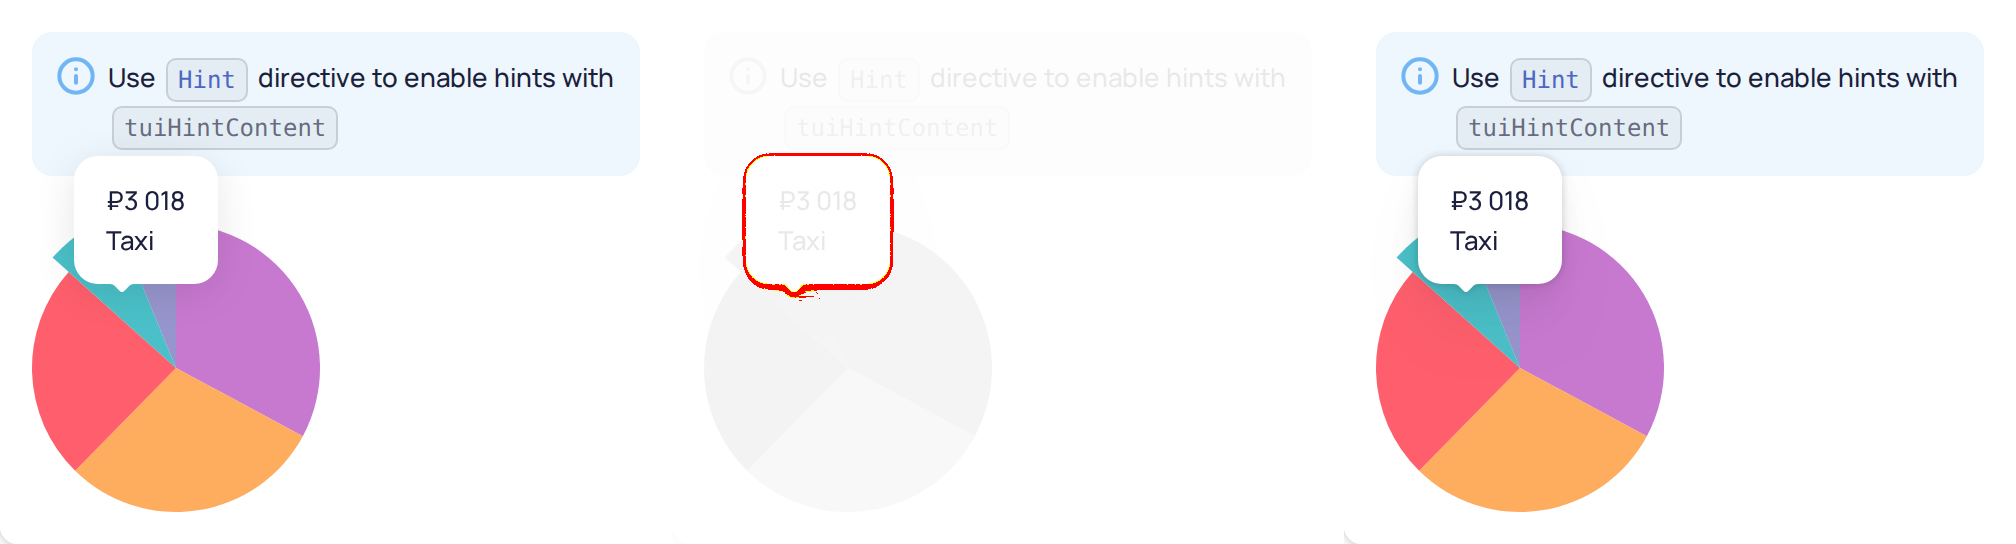 Use Hint directive to enable hints with
tuiHintContent
₽3 018
Taxi
Use Hint directive to enable hints with
tuiHintContent
₽3 018
Taxi
Use Hint directive to enable hints with
tuiHintContent
₽3 018
Taxi